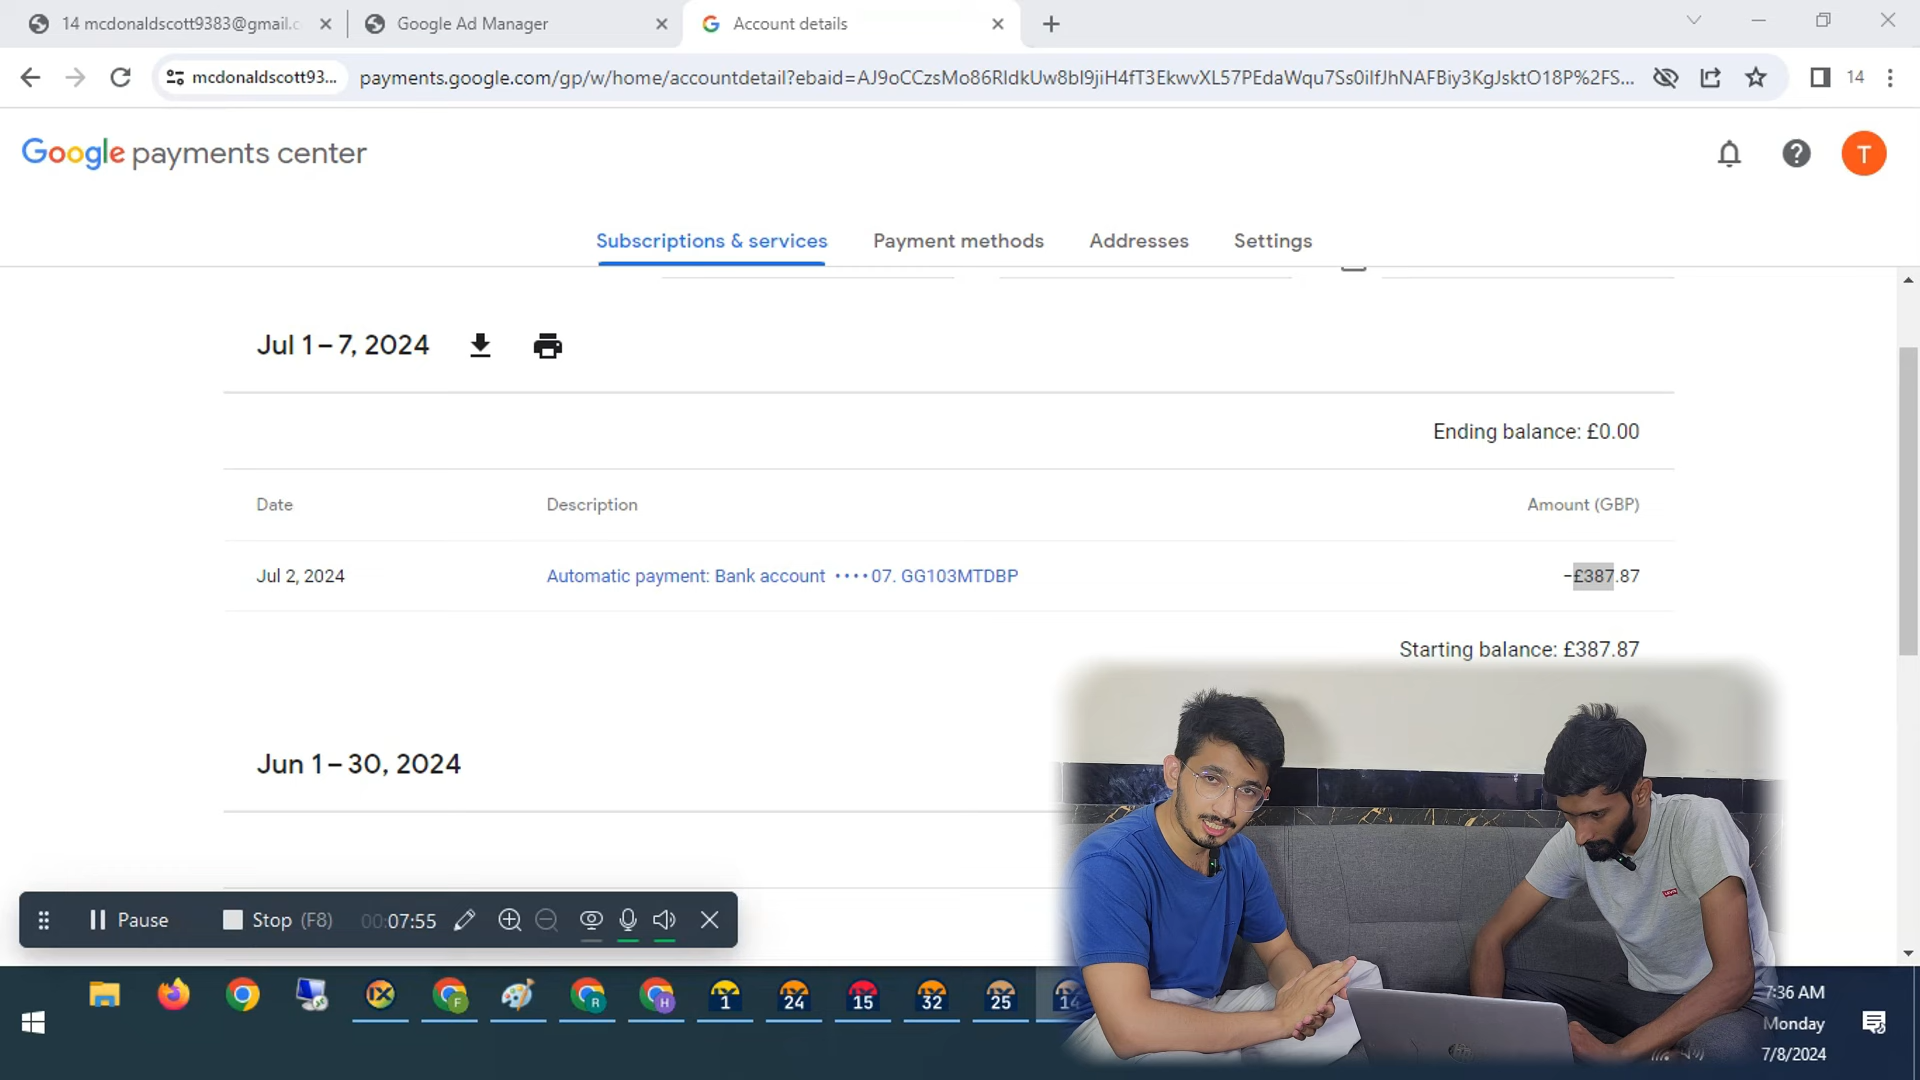 14 mcdonaldscott9383@gmail.c
Google Ad Manager
Account details
mcdonaldscott93...
payments.google.com/gp/w/home/accountdetail?ebaid=
14
Google payments center
T
Subscriptions & services
Payment methods
Addresses
Settings
Jul 1 – 7, 2024
Ending balance: £0.00
Date
Description
Amount (GBP)
Jul 2, 2024
Automatic payment: Bank account ····07. GG103MTDBP
-£387.87
Starting balance: £387.87
Jun 1 – 30, 2024
Pause
Stop (F8)
00:07:55
F
R
H
1
24
15
32
25
14
7:36 AM
Monday
7/8/2024